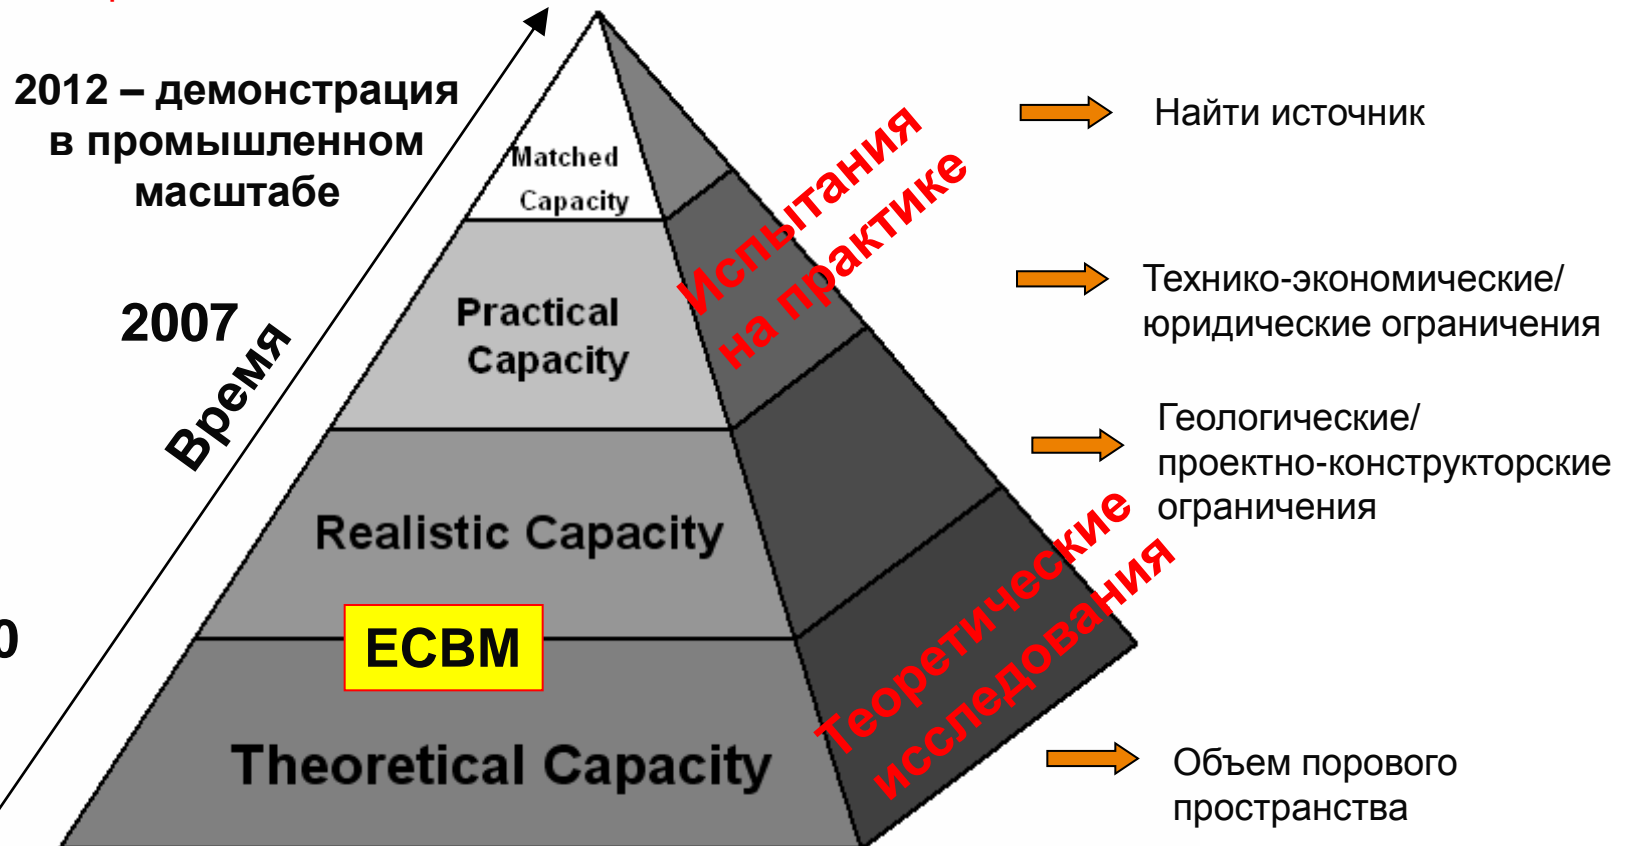 2012 – демонстрация
в промышленном
масштабе
Matched
Capacity
Найти источник
Испытания
на практике
2007
Время
Practical
Capacity
Технико-экономические/
юридические ограничения
Геологические/
проектно-конструкторские
ограничения
Realistic Capacity
0
ECBM
Теоретические
исследования
Theoretical Capacity
Объем порового
пространства